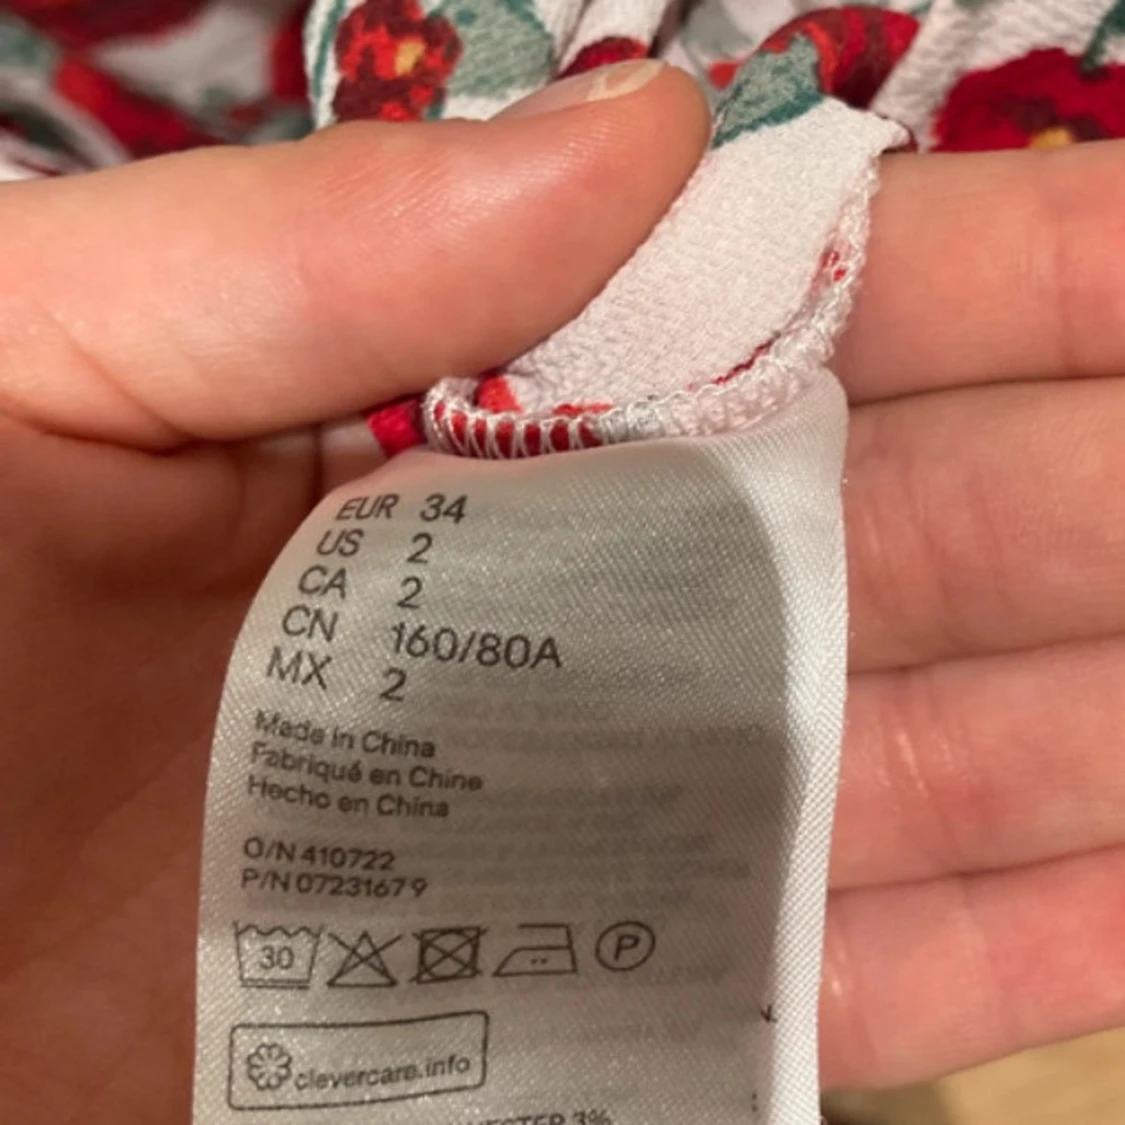 EUR 34
US 2
CA 2
CN 160/80A
MX 2
Made in China
Fabriqué en Chine
Hecho en China
O/N 410722
P/N 07231679
30
P
clevercare.info
3%